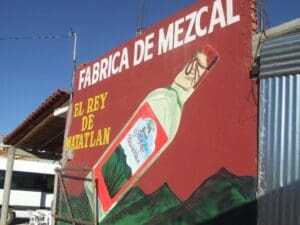 FABRICA DE MEZCAL
EL REY
DE
MATATLAN